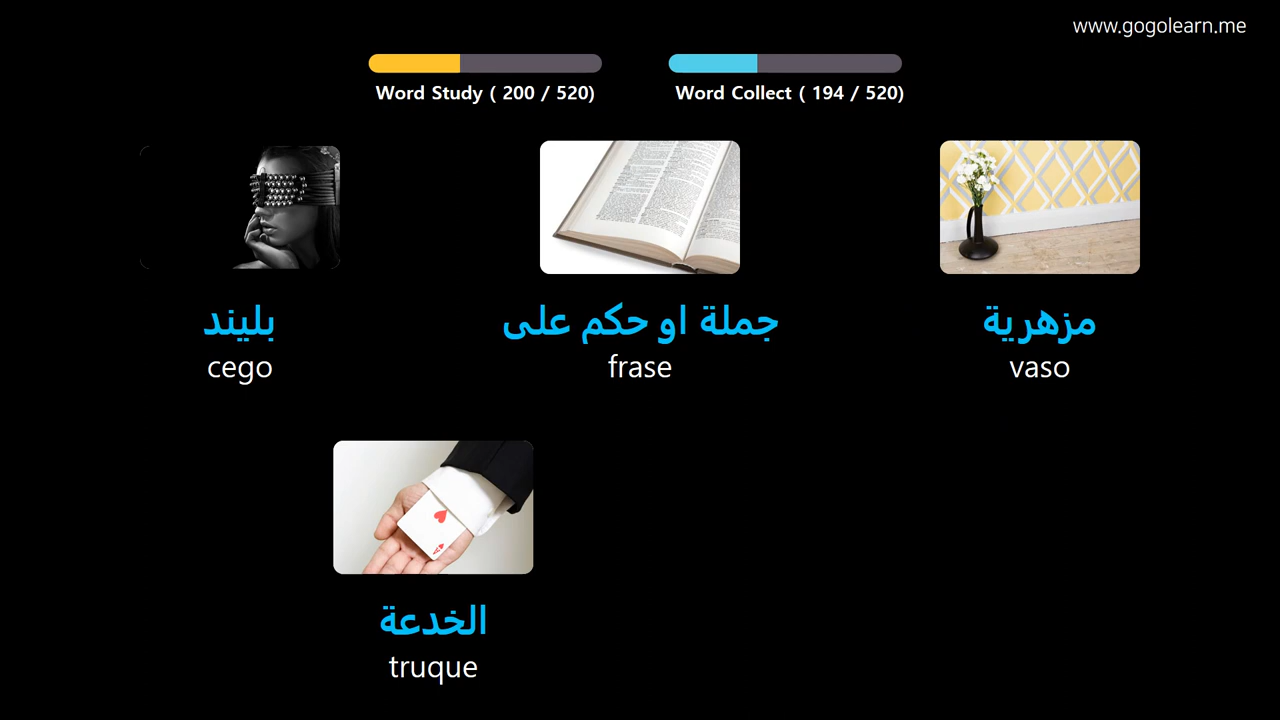 www.gogolearn.me
Word Study ( 200 / 520)
Word Collect ( 194 / 520)
بليند
cego
جملة او حكم على
frase
مزهرية
vaso
الخدعة
truque